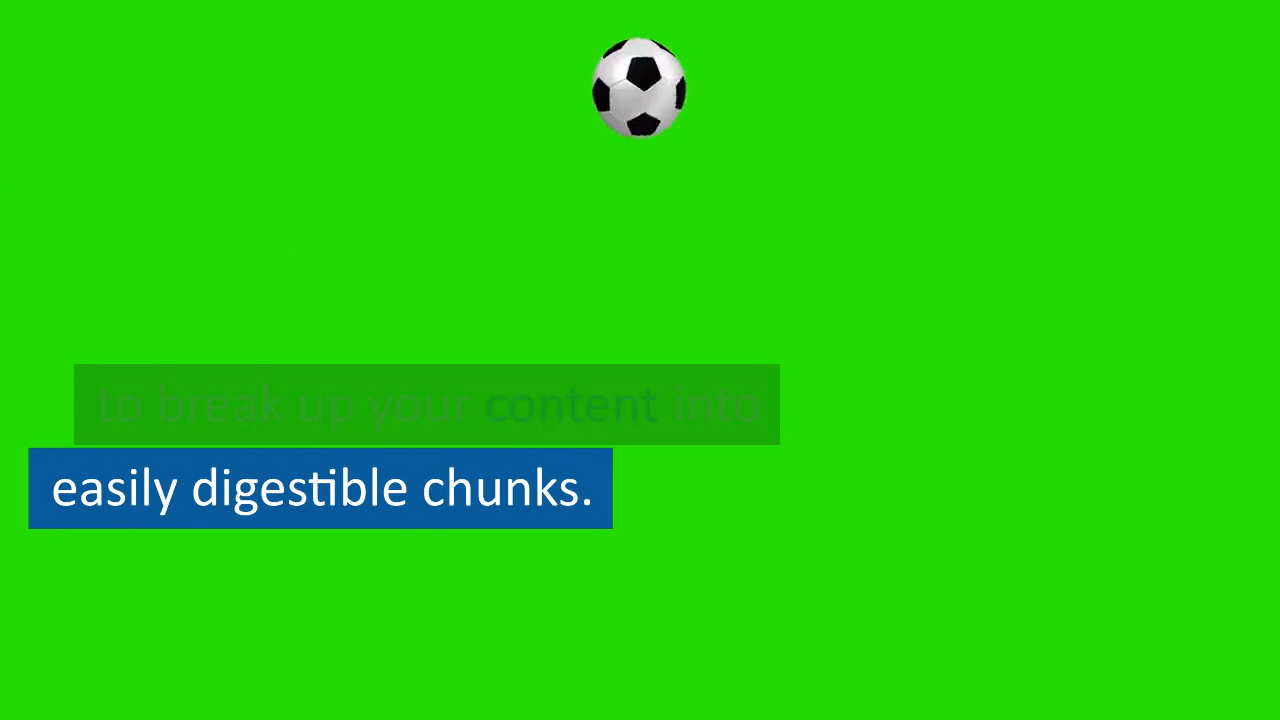 to break up your content into
easily digestible chunks.